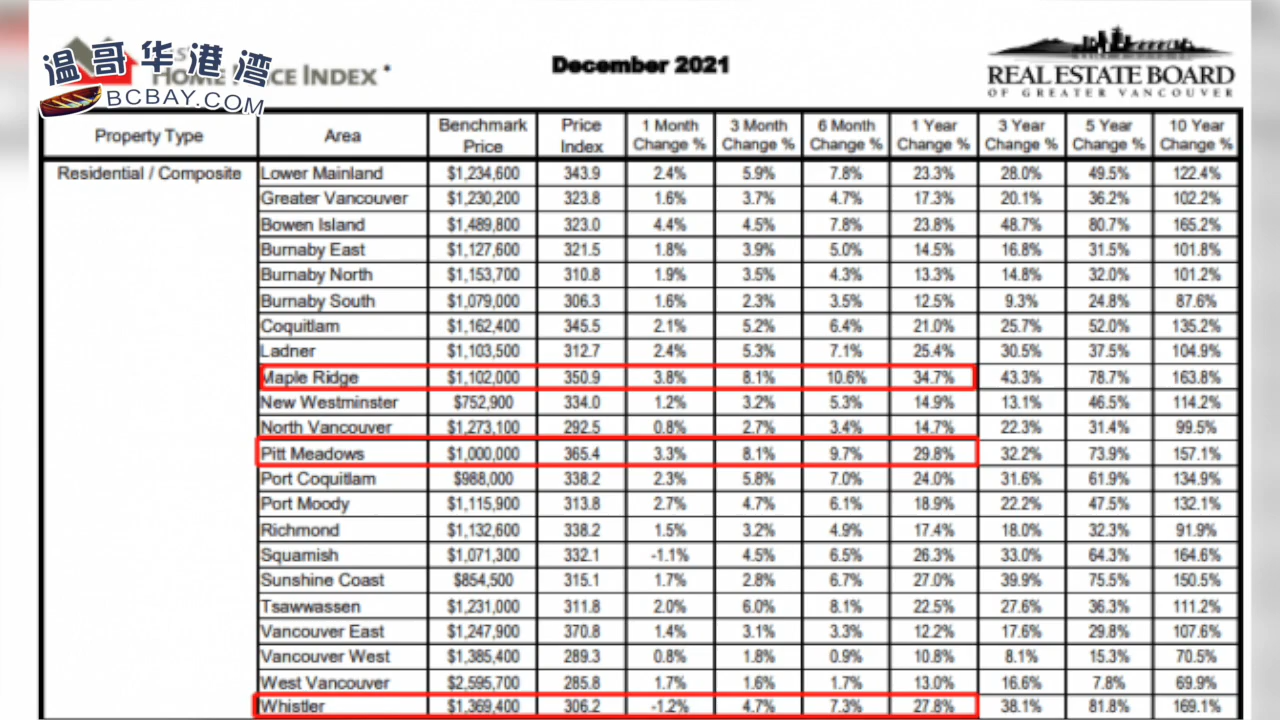 温哥华港湾
BCBAY.COM
HOME PRICE INDEX *
December 2021
REAL ESTATE BOARD
OF GREATER VANCOUVER
Property Type Area Benchmark Price Price Index 1 Month Change % 3 Month Change % 6 Month Change % 1 Year Change % 3 Year Change % 5 Year Change % 10 Year Change %
Residential / Composite Lower Mainland $1,234,600 343.9 2.4% 5.9% 7.8% 23.3% 28.0% 49.5% 122.4%
Greater Vancouver $1,230,200 323.8 1.6% 3.7% 4.7% 17.3% 20.1% 36.2% 102.2%
Bowen Island $1,489,800 323.0 4.4% 4.5% 7.8% 23.8% 48.7% 80.7% 165.2%
Burnaby East $1,127,600 321.5 1.8% 3.9% 5.0% 14.5% 16.8% 31.5% 101.8%
Burnaby North $1,153,700 310.8 1.9% 3.5% 4.3% 13.3% 14.8% 32.0% 101.2%
Burnaby South $1,079,000 306.3 1.6% 2.3% 3.5% 12.5% 9.3% 24.8% 87.6%
Coquitlam $1,162,400 345.5 2.1% 5.2% 6.4% 21.0% 25.7% 52.0% 135.2%
Ladner $1,103,500 312.7 2.4% 5.3% 7.1% 25.4% 30.5% 37.5% 104.9%
Maple Ridge $1,102,000 350.9 3.8% 8.1% 10.6% 34.7% 43.3% 78.7% 163.8%
New Westminster $752,900 334.0 1.2% 3.2% 5.3% 14.9% 13.1% 46.5% 114.2%
North Vancouver $1,273,100 292.5 0.8% 2.7% 3.4% 14.7% 22.3% 31.4% 99.5%
Pitt Meadows $1,000,000 365.4 3.3% 8.1% 9.7% 29.8% 32.2% 73.9% 157.1%
Port Coquitlam $988,000 338.2 2.3% 5.8% 7.0% 24.0% 31.6% 61.9% 134.9%
Port Moody $1,115,900 313.8 2.7% 4.7% 6.1% 18.9% 22.2% 47.5% 132.1%
Richmond $1,132,600 338.2 1.5% 3.2% 4.9% 17.4% 18.0% 32.3% 91.9%
Squamish $1,071,300 332.1 -1.1% 4.5% 6.5% 26.3% 33.0% 64.3% 164.6%
Sunshine Coast $854,500 315.1 1.7% 2.8% 6.7% 27.0% 39.9% 75.5% 150.5%
Tsawwassen $1,231,000 311.8 2.0% 6.0% 8.1% 22.5% 27.6% 36.3% 111.2%
Vancouver East $1,247,900 370.8 1.4% 3.1% 3.3% 12.2% 17.6% 29.8% 107.6%
Vancouver West $1,385,400 289.3 0.8% 1.8% 0.9% 10.8% 8.1% 15.3% 70.5%
West Vancouver $2,595,700 285.8 1.7% 1.6% 1.7% 13.0% 16.6% 7.8% 69.9%
Whistler $1,369,400 306.2 -1.2% 4.7% 7.3% 27.8% 38.1% 81.8% 169.1%